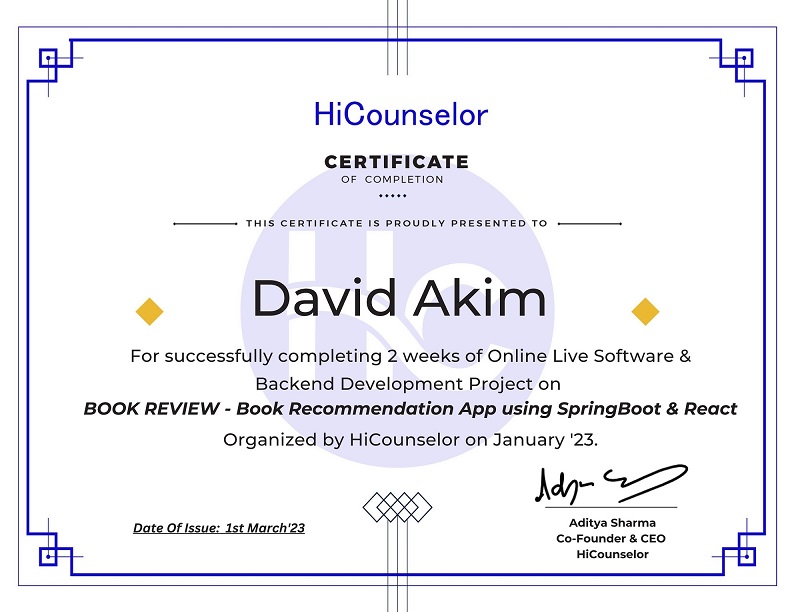 HiCounselor
CERTIFICATE
OF COMPLETION
THIS CERTIFICATE IS PROUDLY PRESENTED TO
David Akim
For successfully completing 2 weeks of Online Live Software &
Backend Development Project on
BOOK REVIEW - Book Recommendation App using SpringBoot & React
Organized by HiCounselor on January '23.
Date Of Issue: 1st March'23
Aditya Sharma
Co-Founder & CEO
HiCounselor